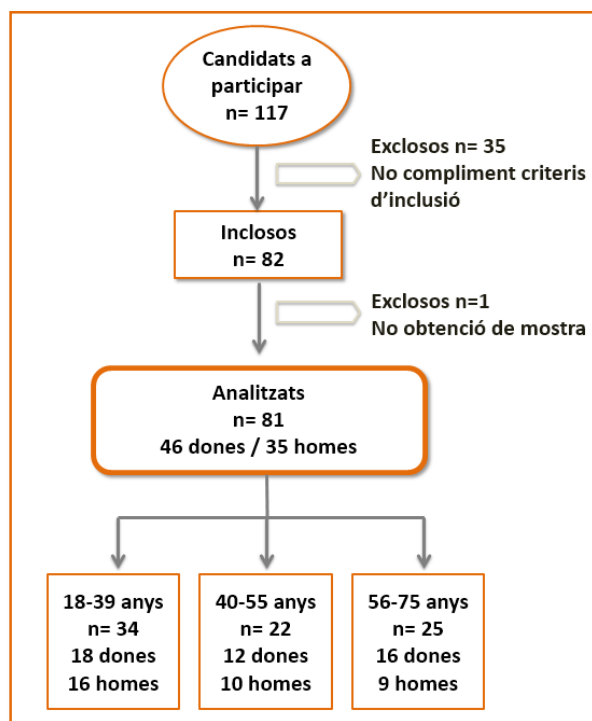 Candidats a
participar
n= 117
Exclosos n= 35
No compliment criteris
d'inclusió
Inclosos
n= 82
Exclosos n=1
No obtenció de mostra
Analitzats
n= 81
46 dones / 35 homes
18-39 anys
n= 34
18 dones
16 homes
40-55 anys
n= 22
12 dones
10 homes
56-75 anys
n= 25
16 dones
9 homes